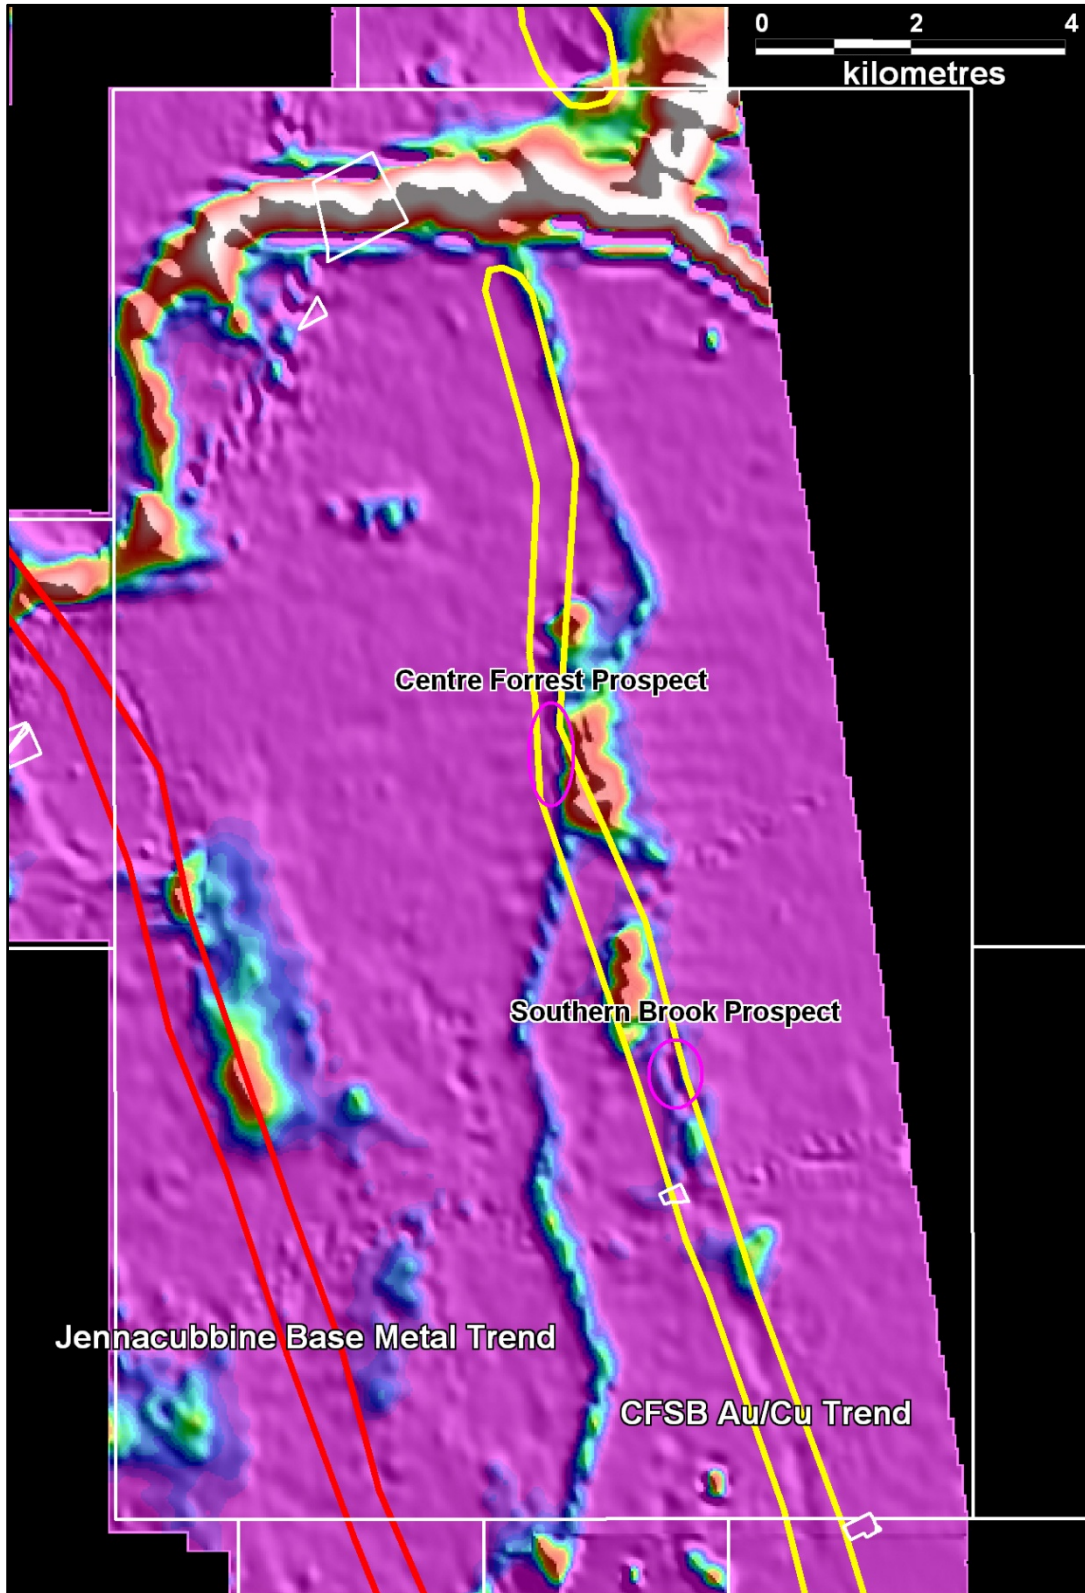 0 2 4
kilometres
Centre Forrest Prospect
Southern Brook Prospect
Jennacubbine Base Metal Trend
CFSB Au/Cu Trend